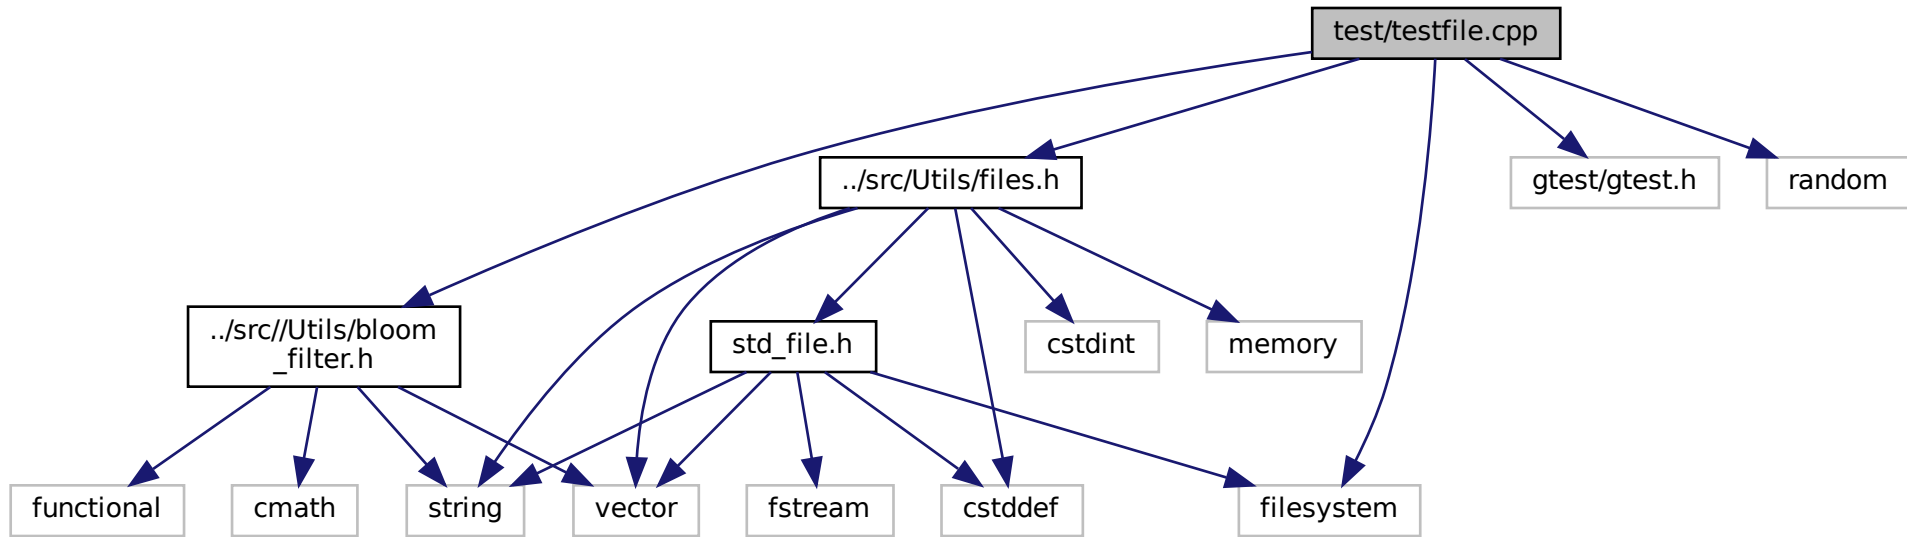 test/testfile.cpp
../src/Utils/files.h
gtest/gtest.h
random
../src//Utils/bloom
_filter.h
std_file.h
cstdint
memory
functional
cmath
string
vector
fstream
cstddef
filesystem